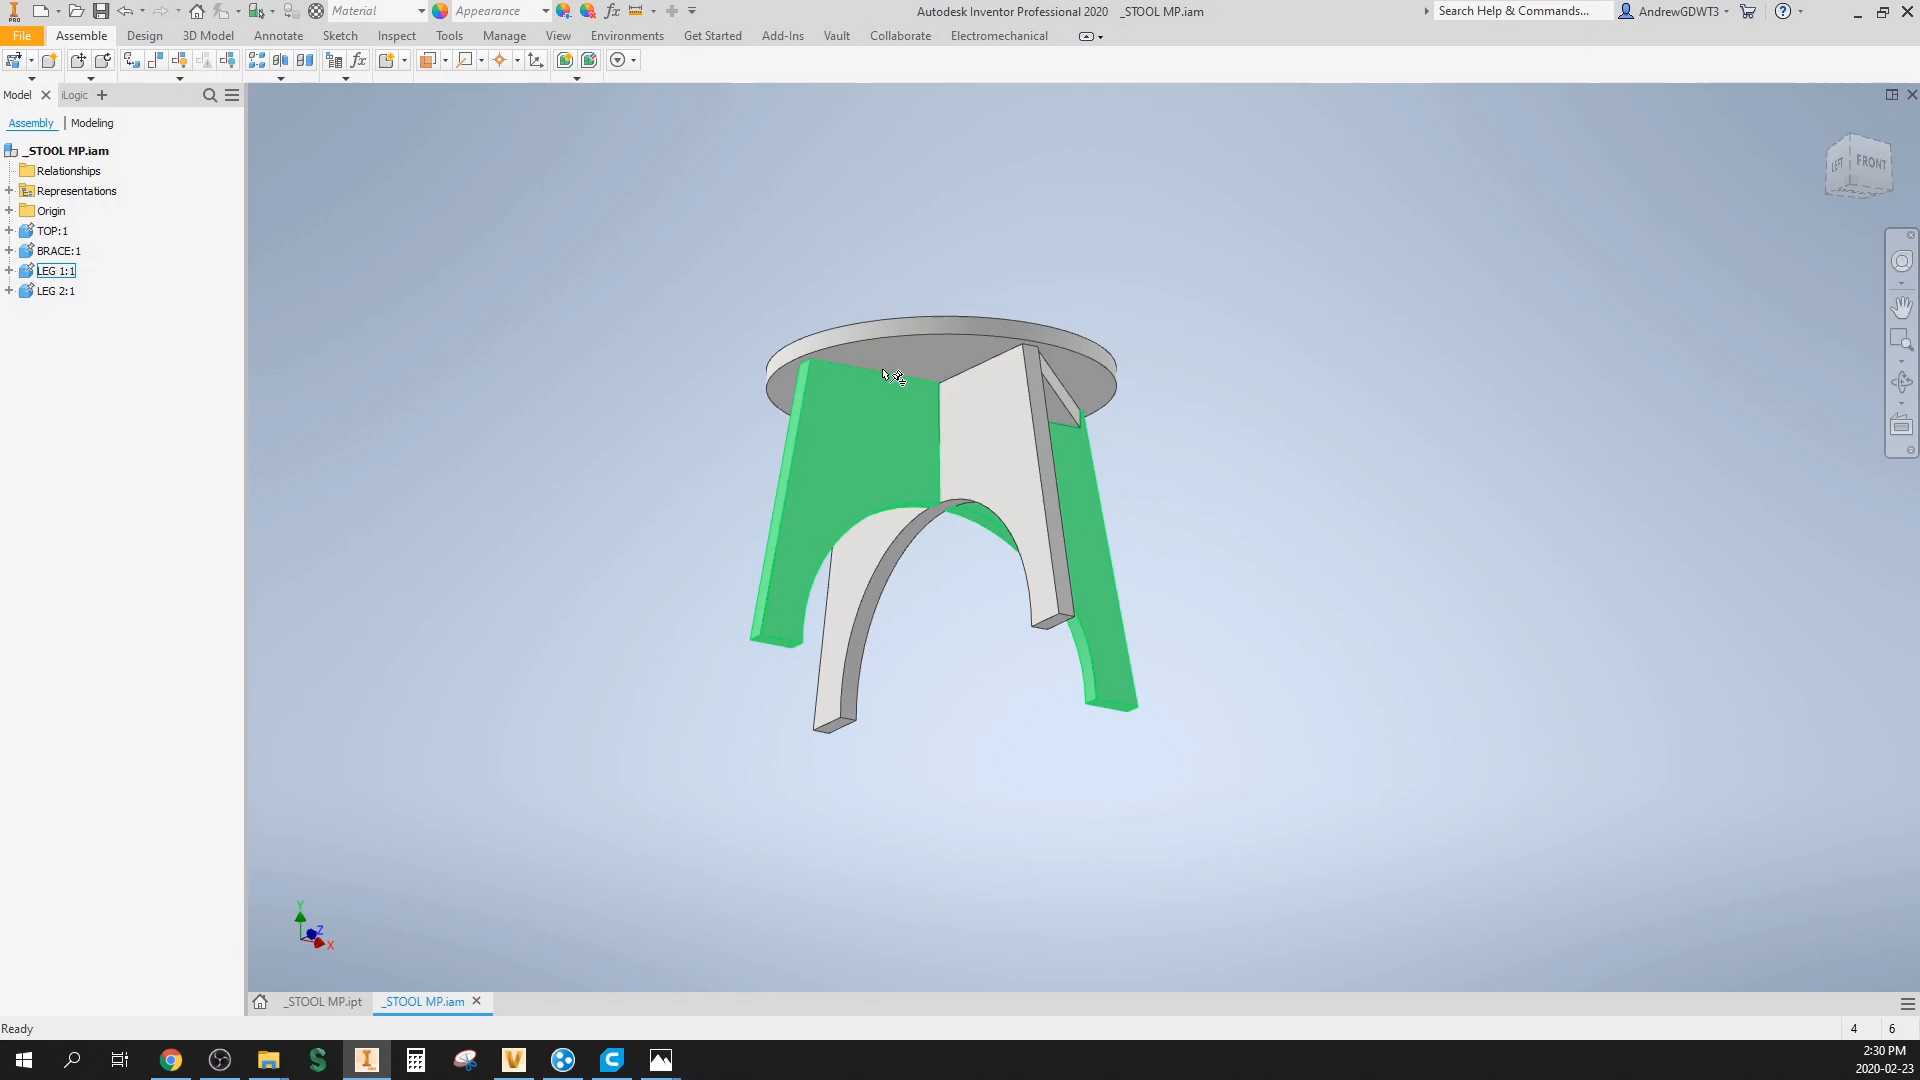 Material
Appearance
Autodesk Inventor Professional 2020 _STOOL MP.iam
Search Help & Commands...
AndrewGDWT3
File Assemble Design 3D Model Annotate Sketch Inspect Tools Manage View Environments Get Started Add-Ins Vault Collaborate Electromechanical
Model iLogic
Assembly Modeling
_STOOL MP.iam
Relationships
Representations
Origin
TOP:1
BRACE:1
LEG 1:1
LEG 2:1
LEFT FRONT
Y
Z
X
_STOOL MP.ipt _STOOL MP.iam
Ready
4 6
2:30 PM
2020-02-23